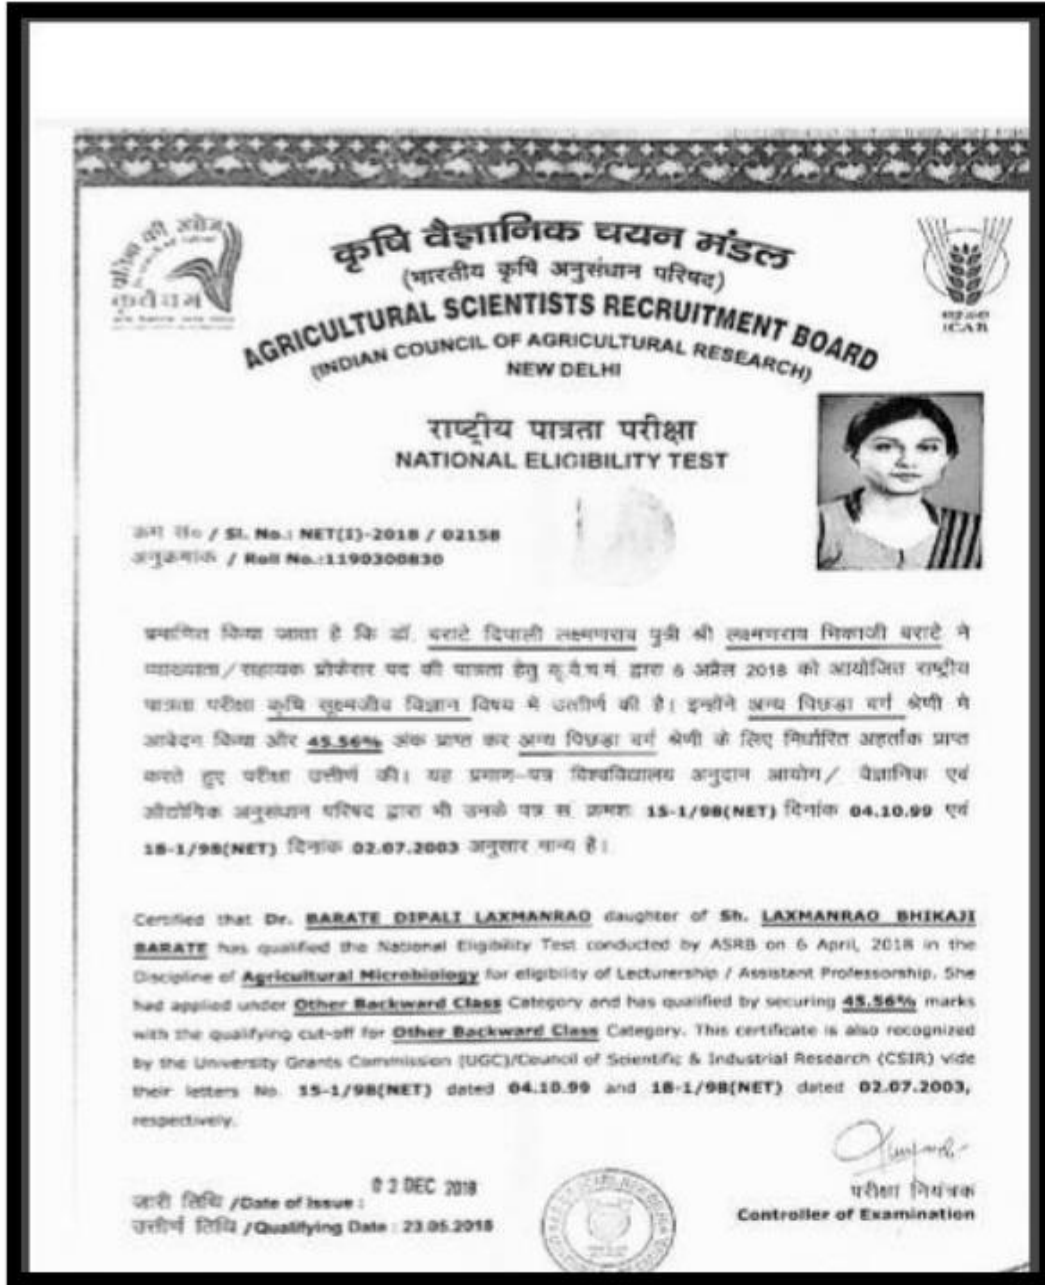 कृषि वैज्ञानिक चयन मंडल
(भारतीय कृषि अनुसंधान परिषद)
AGRICULTURAL SCIENTISTS RECRUITMENT BOARD
(INDIAN COUNCIL OF AGRICULTURAL RESEARCH)
NEW DELHI
ICAR
राष्ट्रीय पात्रता परीक्षा
NATIONAL ELIGIBILITY TEST
क्रम सं० / Sl. No.: NET(I)-2018 / 02158
अनुक्रमांक / Roll No.:1190300830
प्रमाणित किया जाता है कि डॉ. बराटे दिपाली लक्ष्मणराव पुत्री श्री लक्ष्मणराव भिकाजी बराटे ने
व्याख्याता/सहायक प्रोफेसर पद की पात्रता हेतु कृ.वै.च.मं. द्वारा 6 अप्रैल 2018 को आयोजित राष्ट्रीय
पात्रता परीक्षा कृषि सूक्ष्मजीव विज्ञान विषय मे उत्तीर्ण की है। इन्होंने अन्य पिछड़ा वर्ग श्रेणी मे
आवेदन किया और 45.56% अंक प्राप्त कर अन्य पिछड़ा वर्ग श्रेणी के लिए निर्धारित अहर्तांक प्राप्त
करते हुए परीक्षा उत्तीर्ण की। यह प्रमाण-पत्र विश्वविद्यालय अनुदान आयोग/ वैज्ञानिक एवं
औद्योगिक अनुसंधान परिषद द्वारा भी उनके पत्र सं. क्रमशः 15-1/98(NET) दिनांक 04.10.99 एवं
18-1/98(NET) दिनांक 02.07.2003 अनुसार मान्य है।
Certified that Dr. BARATE DIPALI LAXMANRAO daughter of Sh. LAXMANRAO BHIKAJI
BARATE has qualified the National Eligibility Test conducted by ASRB on 6 April, 2018 in the
Discipline of Agricultural Microbiology for eligibility of Lecturership / Assistant Professorship. She
had applied under Other Backward Class Category and has qualified by securing 45.56% marks
with the qualifying cut-off for Other Backward Class Category. This certificate is also recognized
by the University Grants Commission (UGC)/Council of Scientific & Industrial Research (CSIR) vide
their letters No. 15-1/98(NET) dated 04.10.99 and 18-1/98(NET) dated 02.07.2003,
respectively.
जारी तिथि /Date of Issue : 03 DEC 2018
उत्तीर्ण तिथि /Qualifying Date : 23.05.2018
परीक्षा नियंत्रक
Controller of Examination